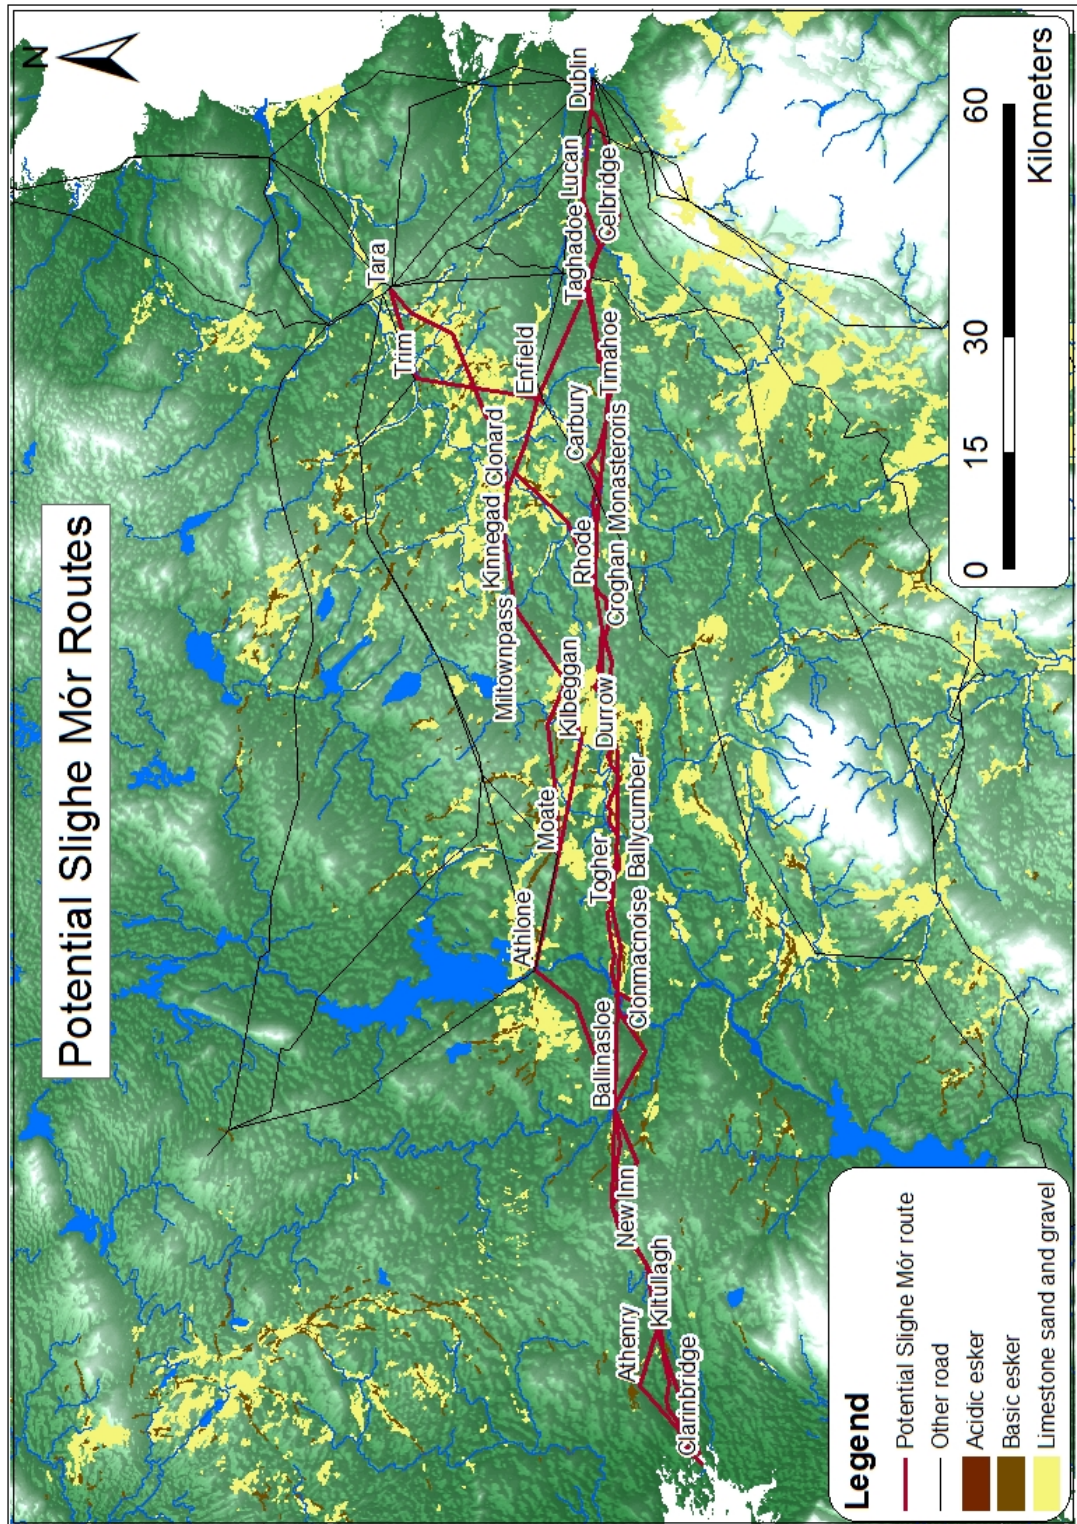 Potential Slighe Mór Routes
N
Tara
Trim
Dublin
Lucan
Taghadoe
Celbridge
Enfield
Timahoe
Carbury
Clonard
Kinnegad
Monasteroris
Rhode
Croghan
Miltownpass
Kilbeggan
Durrow
Moate
Ballycumber
Togher
Athlone
Clonmacnoise
Ballinasloe
New Inn
Kiltullagh
Athenry
Clarinbridge
0 15 30 60
Kilometers
Legend
Potential Slighe Mór route
Other road
Acidic esker
Basic esker
Limestone sand and gravel